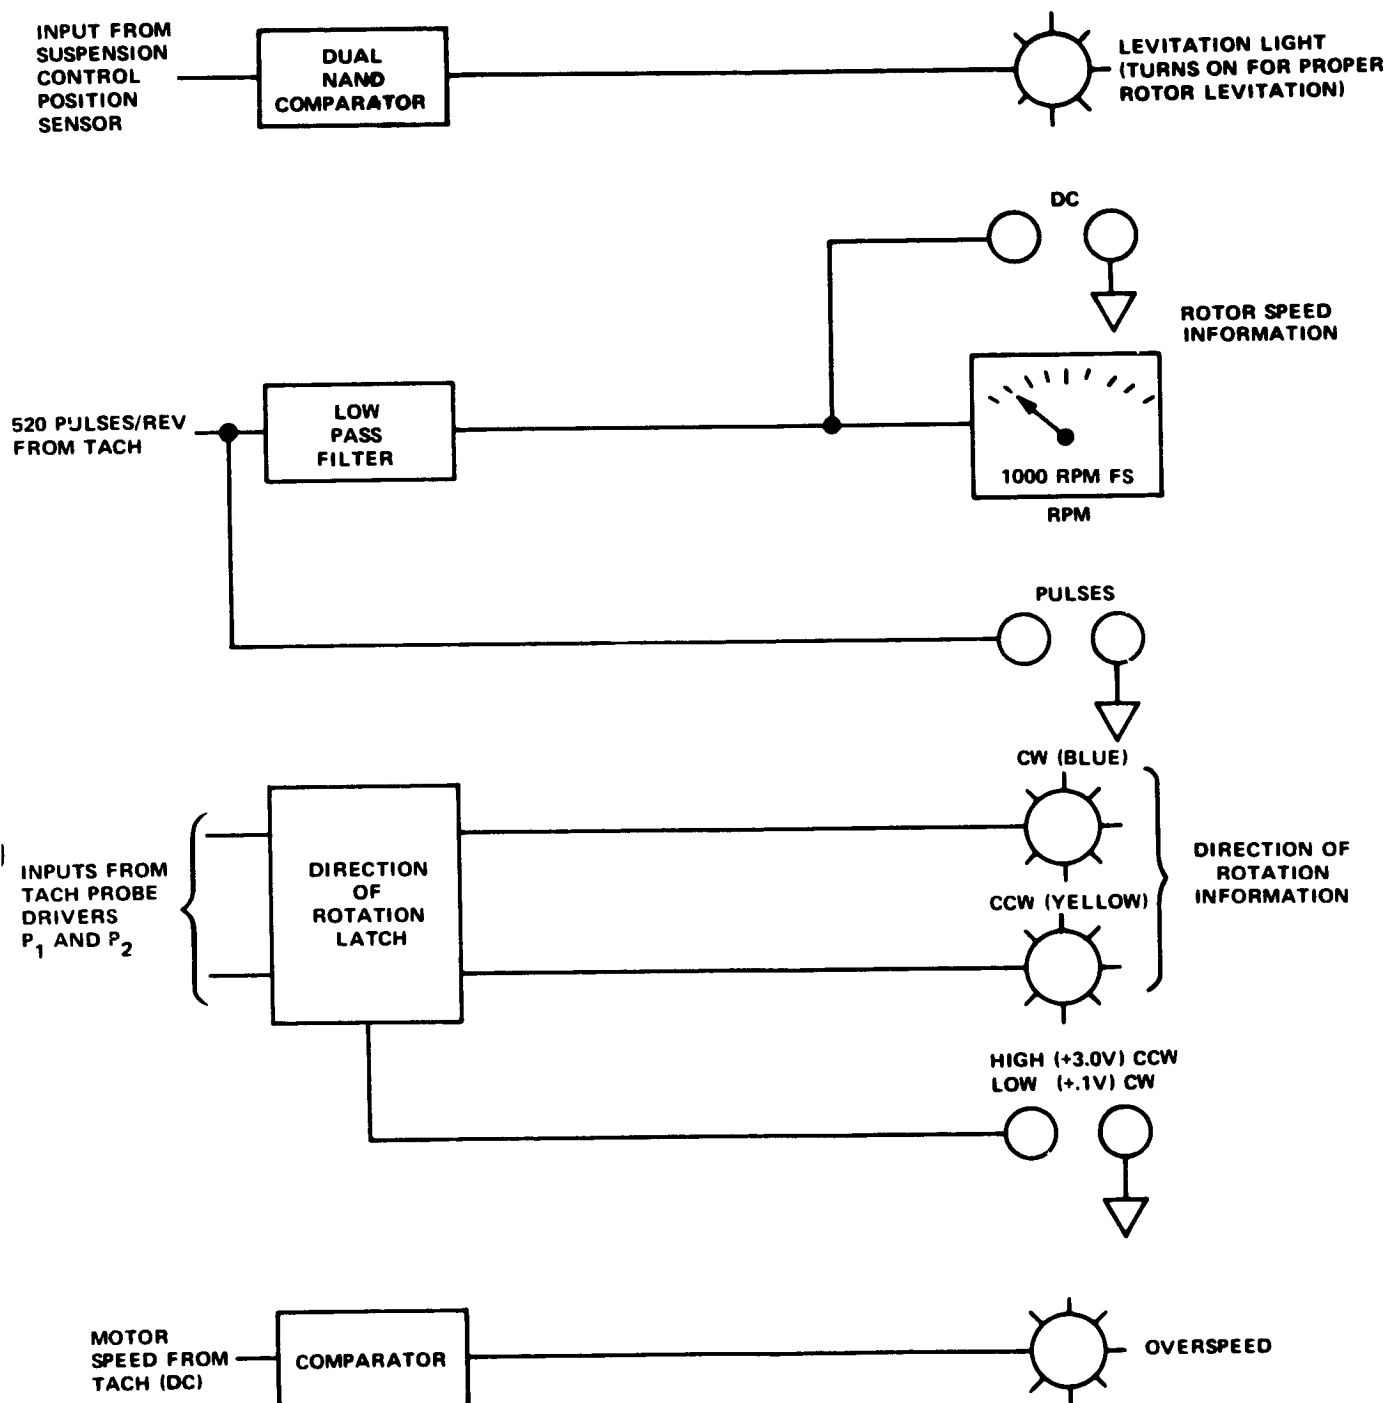 INPUT FROM
SUSPENSION
CONTROL
POSITION
SENSOR
DUAL
NAND
COMPARATOR
LEVITATION LIGHT
(TURNS ON FOR PROPER
ROTOR LEVITATION)
DC
ROTOR SPEED
INFORMATION
520 PULSES/REV
FROM TACH
LOW
PASS
FILTER
1000 RPM FS
RPM
PULSES
CW (BLUE)
INPUTS FROM
TACH PROBE
DRIVERS
P1 AND P2
DIRECTION
OF
ROTATION
LATCH
CCW (YELLOW)
DIRECTION OF
ROTATION
INFORMATION
HIGH (+3.0V) CCW
LOW (+.1V) CW
MOTOR
SPEED FROM
TACH (DC)
COMPARATOR
OVERSPEED